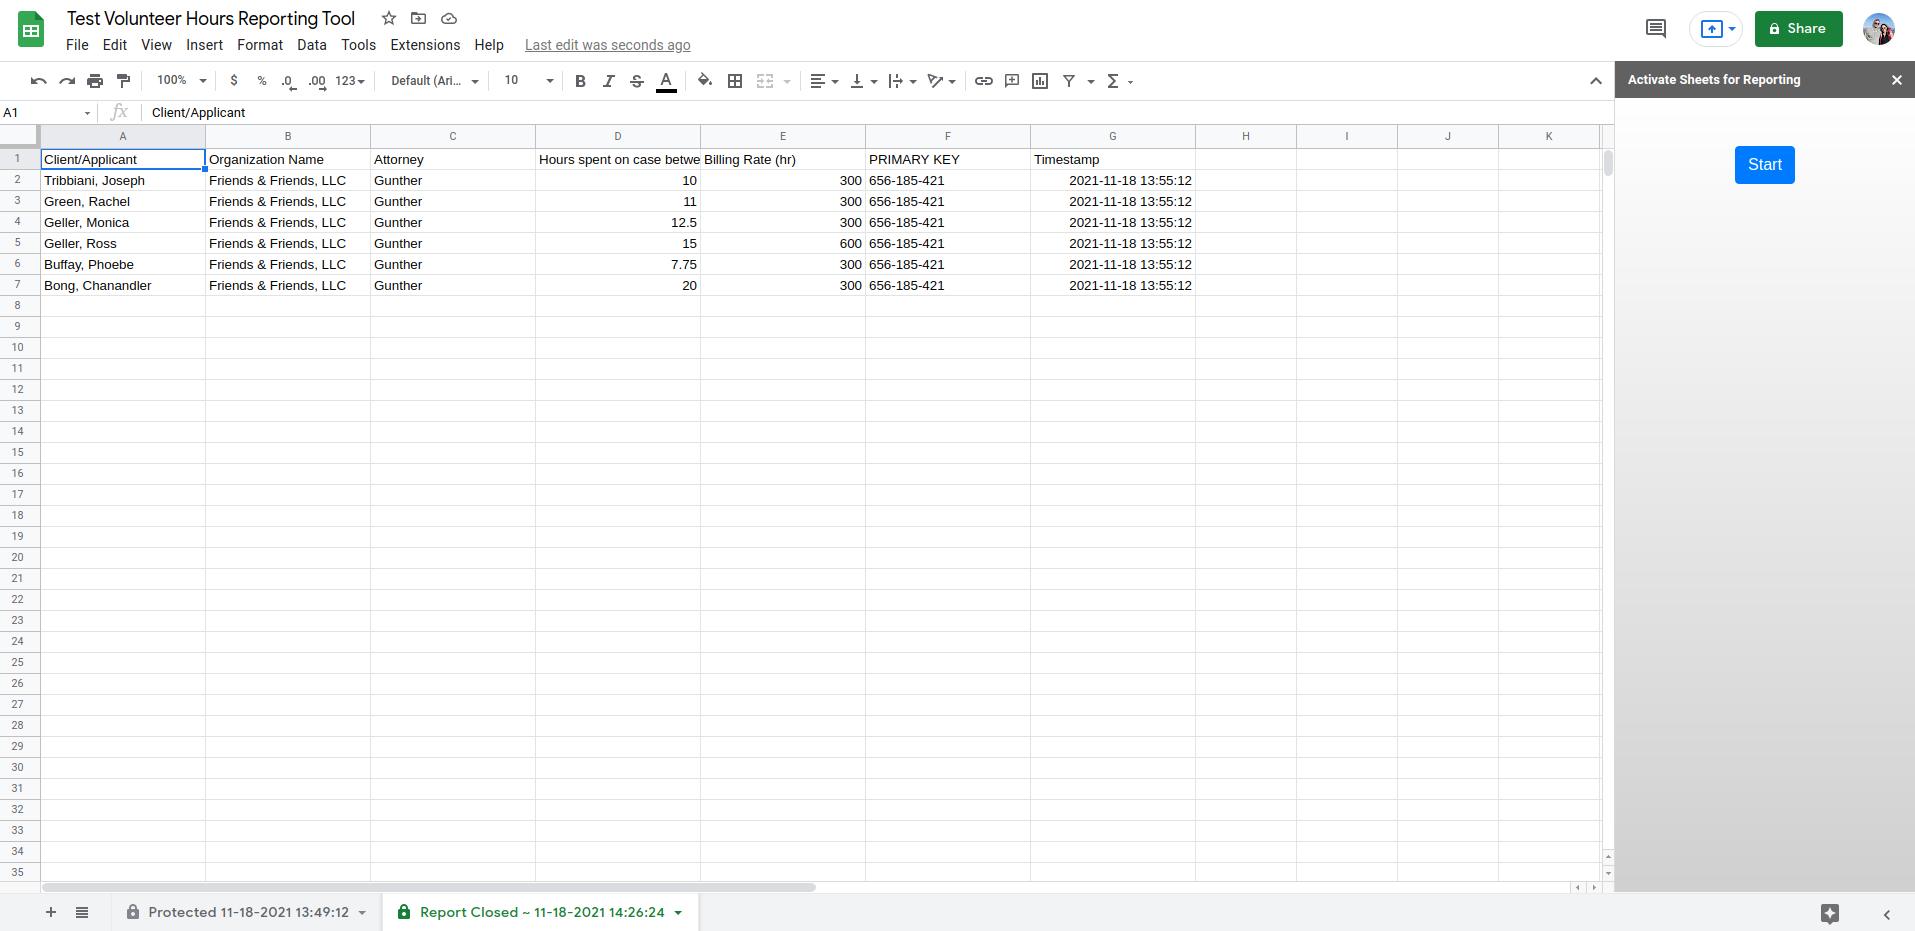 Test Volunteer Hours Reporting Tool
File Edit View Insert Format Data Tools Extensions Help Last edit was seconds ago
Share
100% $ % .0 .00 123 Default (Ari... 10 B I S A
Activate Sheets for Reporting
A1 fx Client/Applicant
A B C D E F G H I J K
1 Client/Applicant Organization Name Attorney Hours spent on case betwe Billing Rate (hr) PRIMARY KEY Timestamp
2 Tribbiani, Joseph Friends & Friends, LLC Gunther 10 300 656-185-421 2021-11-18 13:55:12
3 Green, Rachel Friends & Friends, LLC Gunther 11 300 656-185-421 2021-11-18 13:55:12
4 Geller, Monica Friends & Friends, LLC Gunther 12.5 300 656-185-421 2021-11-18 13:55:12
5 Geller, Ross Friends & Friends, LLC Gunther 15 600 656-185-421 2021-11-18 13:55:12
6 Buffay, Phoebe Friends & Friends, LLC Gunther 7.75 300 656-185-421 2021-11-18 13:55:12
7 Bong, Chanandler Friends & Friends, LLC Gunther 20 300 656-185-421 2021-11-18 13:55:12
8
9
10
11
12
13
14
15
16
17
18
19
20
21
22
23
24
25
26
27
28
29
30
31
32
33
34
35
Start
Protected 11-18-2021 13:49:12 Report Closed ~ 11-18-2021 14:26:24